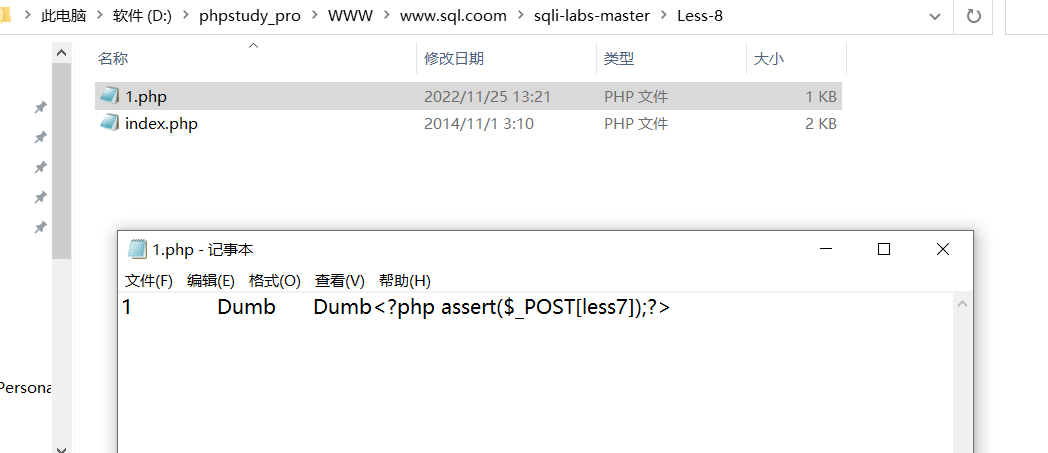 此电脑 > 软件 (D:) > phpstudy_pro > WWW > www.sql.coom > sqli-labs-master > Less-8
名称 修改日期 类型 大小
1.php 2022/11/25 13:21 PHP 文件 1 KB
index.php 2014/11/1 3:10 PHP 文件 2 KB
1.php - 记事本
文件(F) 编辑(E) 格式(O) 查看(V) 帮助(H)
1 Dumb Dumb<?php assert($_POST[less7]);?>
Persona